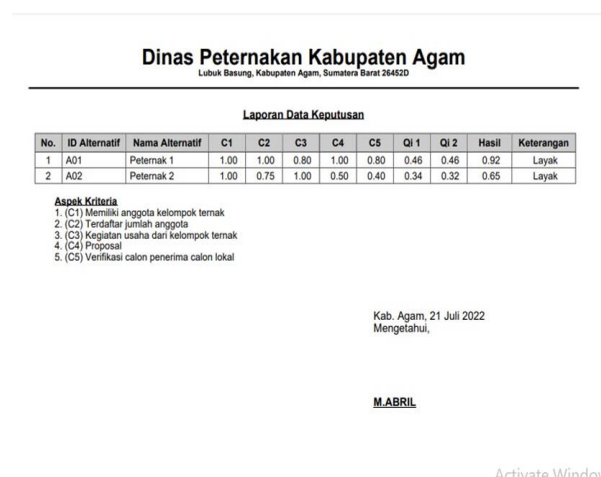 Dinas Peternakan Kabupaten Agam
Lubuk Basung, Kabupaten Agam, Sumatera Barat 26452D
Laporan Data Keputusan
No. ID Alternatif Nama Alternatif C1 C2 C3 C4 C5 Qi 1 Qi 2 Hasil Keterangan
1 A01 Peternak 1 1.00 1.00 0.80 1.00 0.80 0.46 0.46 0.92 Layak
2 A02 Peternak 2 1.00 0.75 1.00 0.50 0.40 0.34 0.32 0.65 Layak
Aspek Kriteria
1. (C1) Memiliki anggota kelompok ternak
2. (C2) Terdaftar jumlah anggota
3. (C3) Kegiatan usaha dari kelompok ternak
4. (C4) Proposal
5. (C5) Verifikasi calon penerima calon lokal
Kab. Agam, 21 Juli 2022
Mengetahui,
M.ABRIL
Activate Window